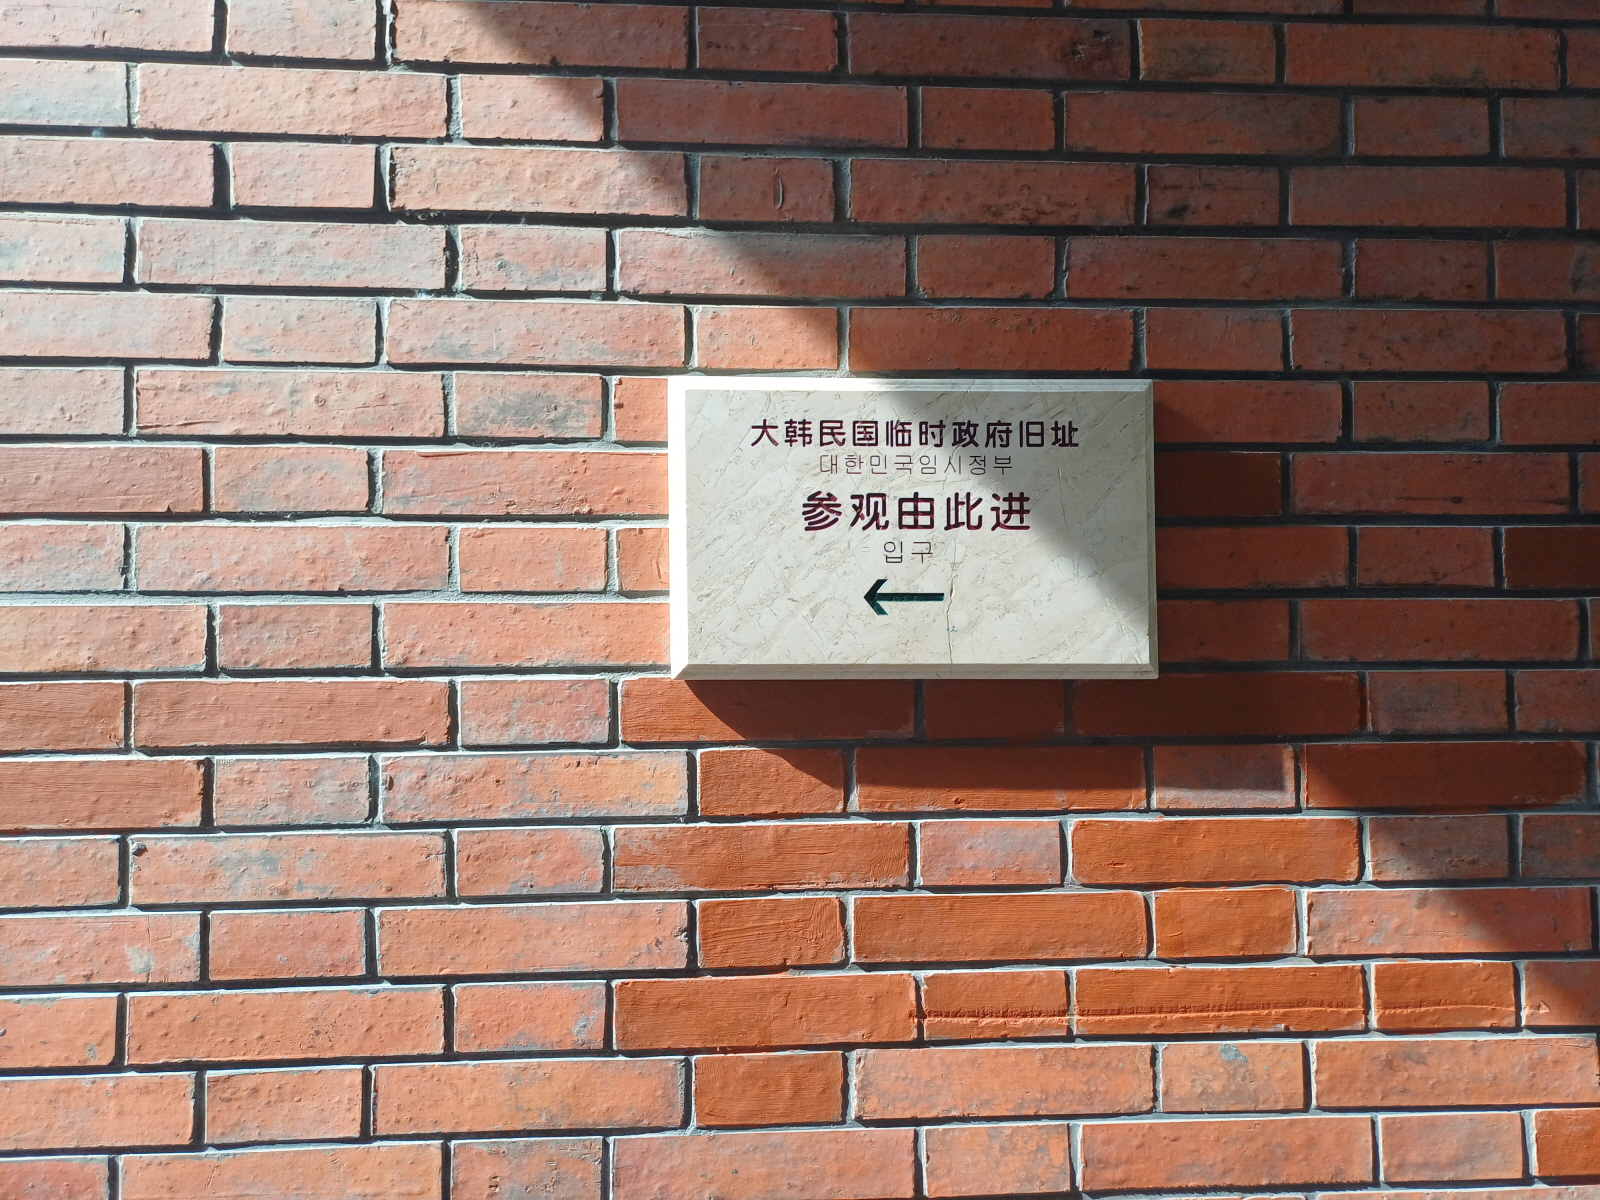 大韩民国临时政府旧址
대한민국임시정부
参观由此进
입구